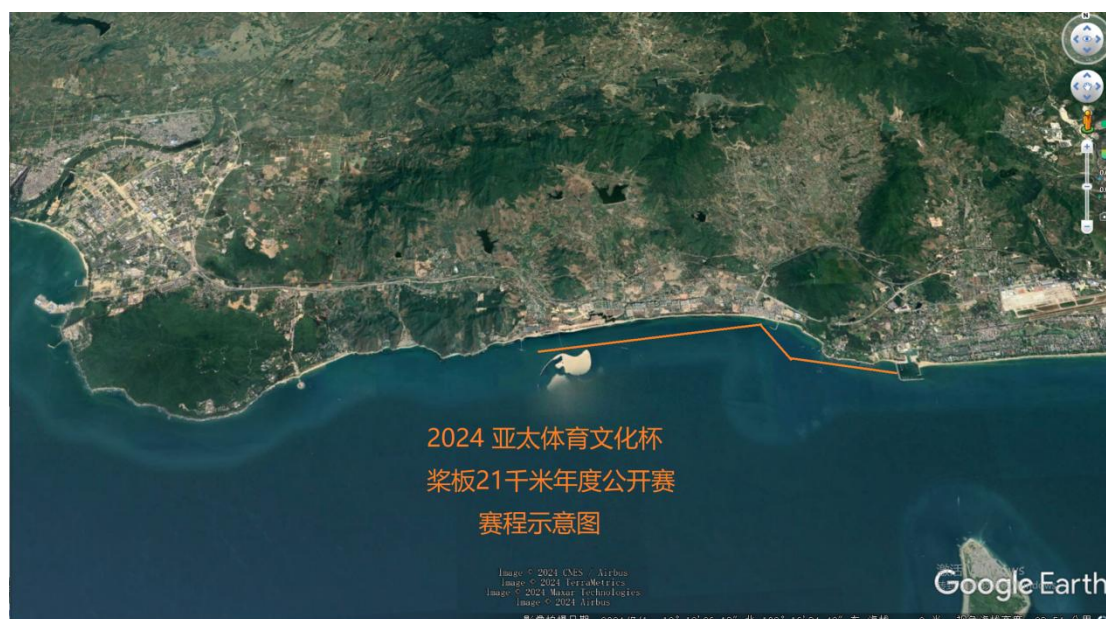 2024 亚太体育文化杯
桨板21千米年度公开赛
赛程示意图
Image © 2024 CNES / Airbus
Image © 2024 TerraMetrics
Image © 2024 Maxar Technologies
Image © 2024 Airbus
Google Earth